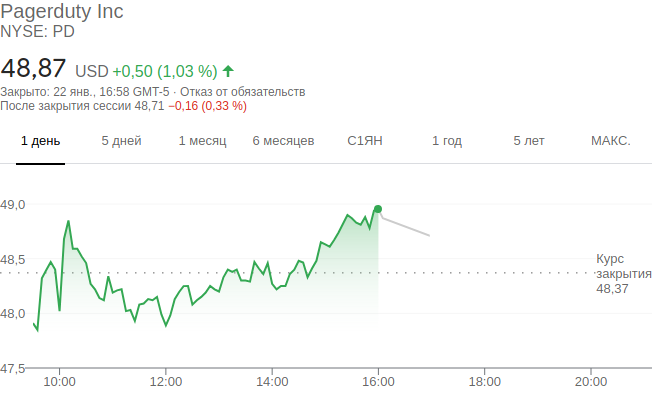 Pagerduty Inc
NYSE: PD
48,87 USD +0,50 (1,03 %)
Закрыто: 22 янв., 16:58 GMT-5 · Отказ от обязательств
После закрытия сессии 48,71 −0,16 (0,33 %)
1 день 5 дней 1 месяц 6 месяцев С1ЯН 1 год 5 лет МАКС.
49,0
48,5
Курс
закрытия
48,37
48,0
47,5
10:00 12:00 14:00 16:00 18:00 20:00